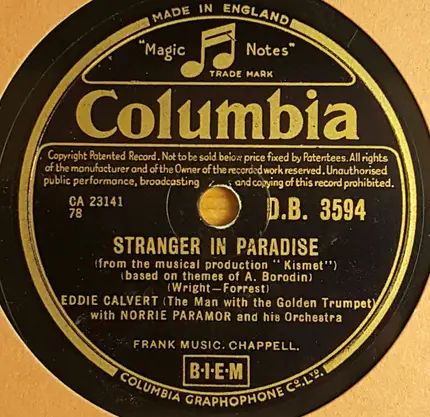 MADE IN ENGLAND
"Magic Notes"
TRADE MARK
Columbia
Copyright Patented Record. Not to be sold below price fixed by Patentees. All rights
of the manufacturer and of the Owner of the recorded work reserved. Unauthorised
public performance, broadcasting and copying of this record prohibited.
CA 23141
78
D.B. 3594
STRANGER IN PARADISE
(from the musical production "Kismet")
(based on themes of A. Borodin)
(Wright–Forrest)
EDDIE CALVERT (The Man with the Golden Trumpet)
with NORRIE PARAMOR and his Orchestra
FRANK MUSIC. CHAPPELL.
B·I·E·M
COLUMBIA GRAPHOPHONE Co. LTD.